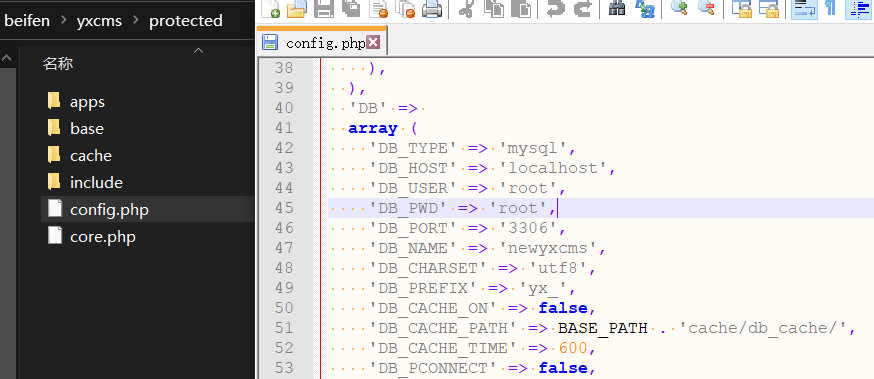 beifen > yxcms > protected
名称
apps
base
cache
include
config.php
core.php
config.php
38 ),
39 ),
40 'DB' =>
41 array (
42 'DB_TYPE' => 'mysql',
43 'DB_HOST' => 'localhost',
44 'DB_USER' => 'root',
45 'DB_PWD' => 'root',
46 'DB_PORT' => '3306',
47 'DB_NAME' => 'newyxcms',
48 'DB_CHARSET' => 'utf8',
49 'DB_PREFIX' => 'yx_',
50 'DB_CACHE_ON' => false,
51 'DB_CACHE_PATH' => BASE_PATH . 'cache/db_cache/',
52 'DB_CACHE_TIME' => 600,
53 'DB_PCONNECT' => false,